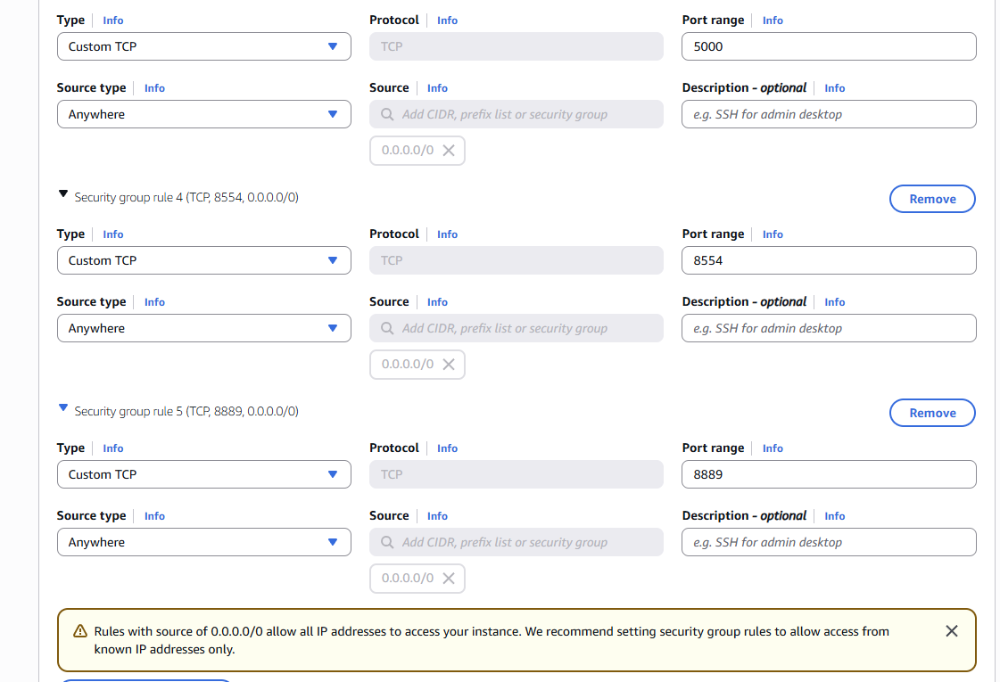 Type Info Protocol Info Port range Info
Custom TCP TCP 5000
Source type Info Source Info Description - optional Info
Anywhere Add CIDR, prefix list or security group e.g. SSH for admin desktop
0.0.0.0/0
Security group rule 4 (TCP, 8554, 0.0.0.0/0) Remove
Type Info Protocol Info Port range Info
Custom TCP TCP 8554
Source type Info Source Info Description - optional Info
Anywhere Add CIDR, prefix list or security group e.g. SSH for admin desktop
0.0.0.0/0
Security group rule 5 (TCP, 8889, 0.0.0.0/0) Remove
Type Info Protocol Info Port range Info
Custom TCP TCP 8889
Source type Info Source Info Description - optional Info
Anywhere Add CIDR, prefix list or security group e.g. SSH for admin desktop
0.0.0.0/0
Rules with source of 0.0.0.0/0 allow all IP addresses to access your instance. We recommend setting security group rules to allow access from
known IP addresses only.